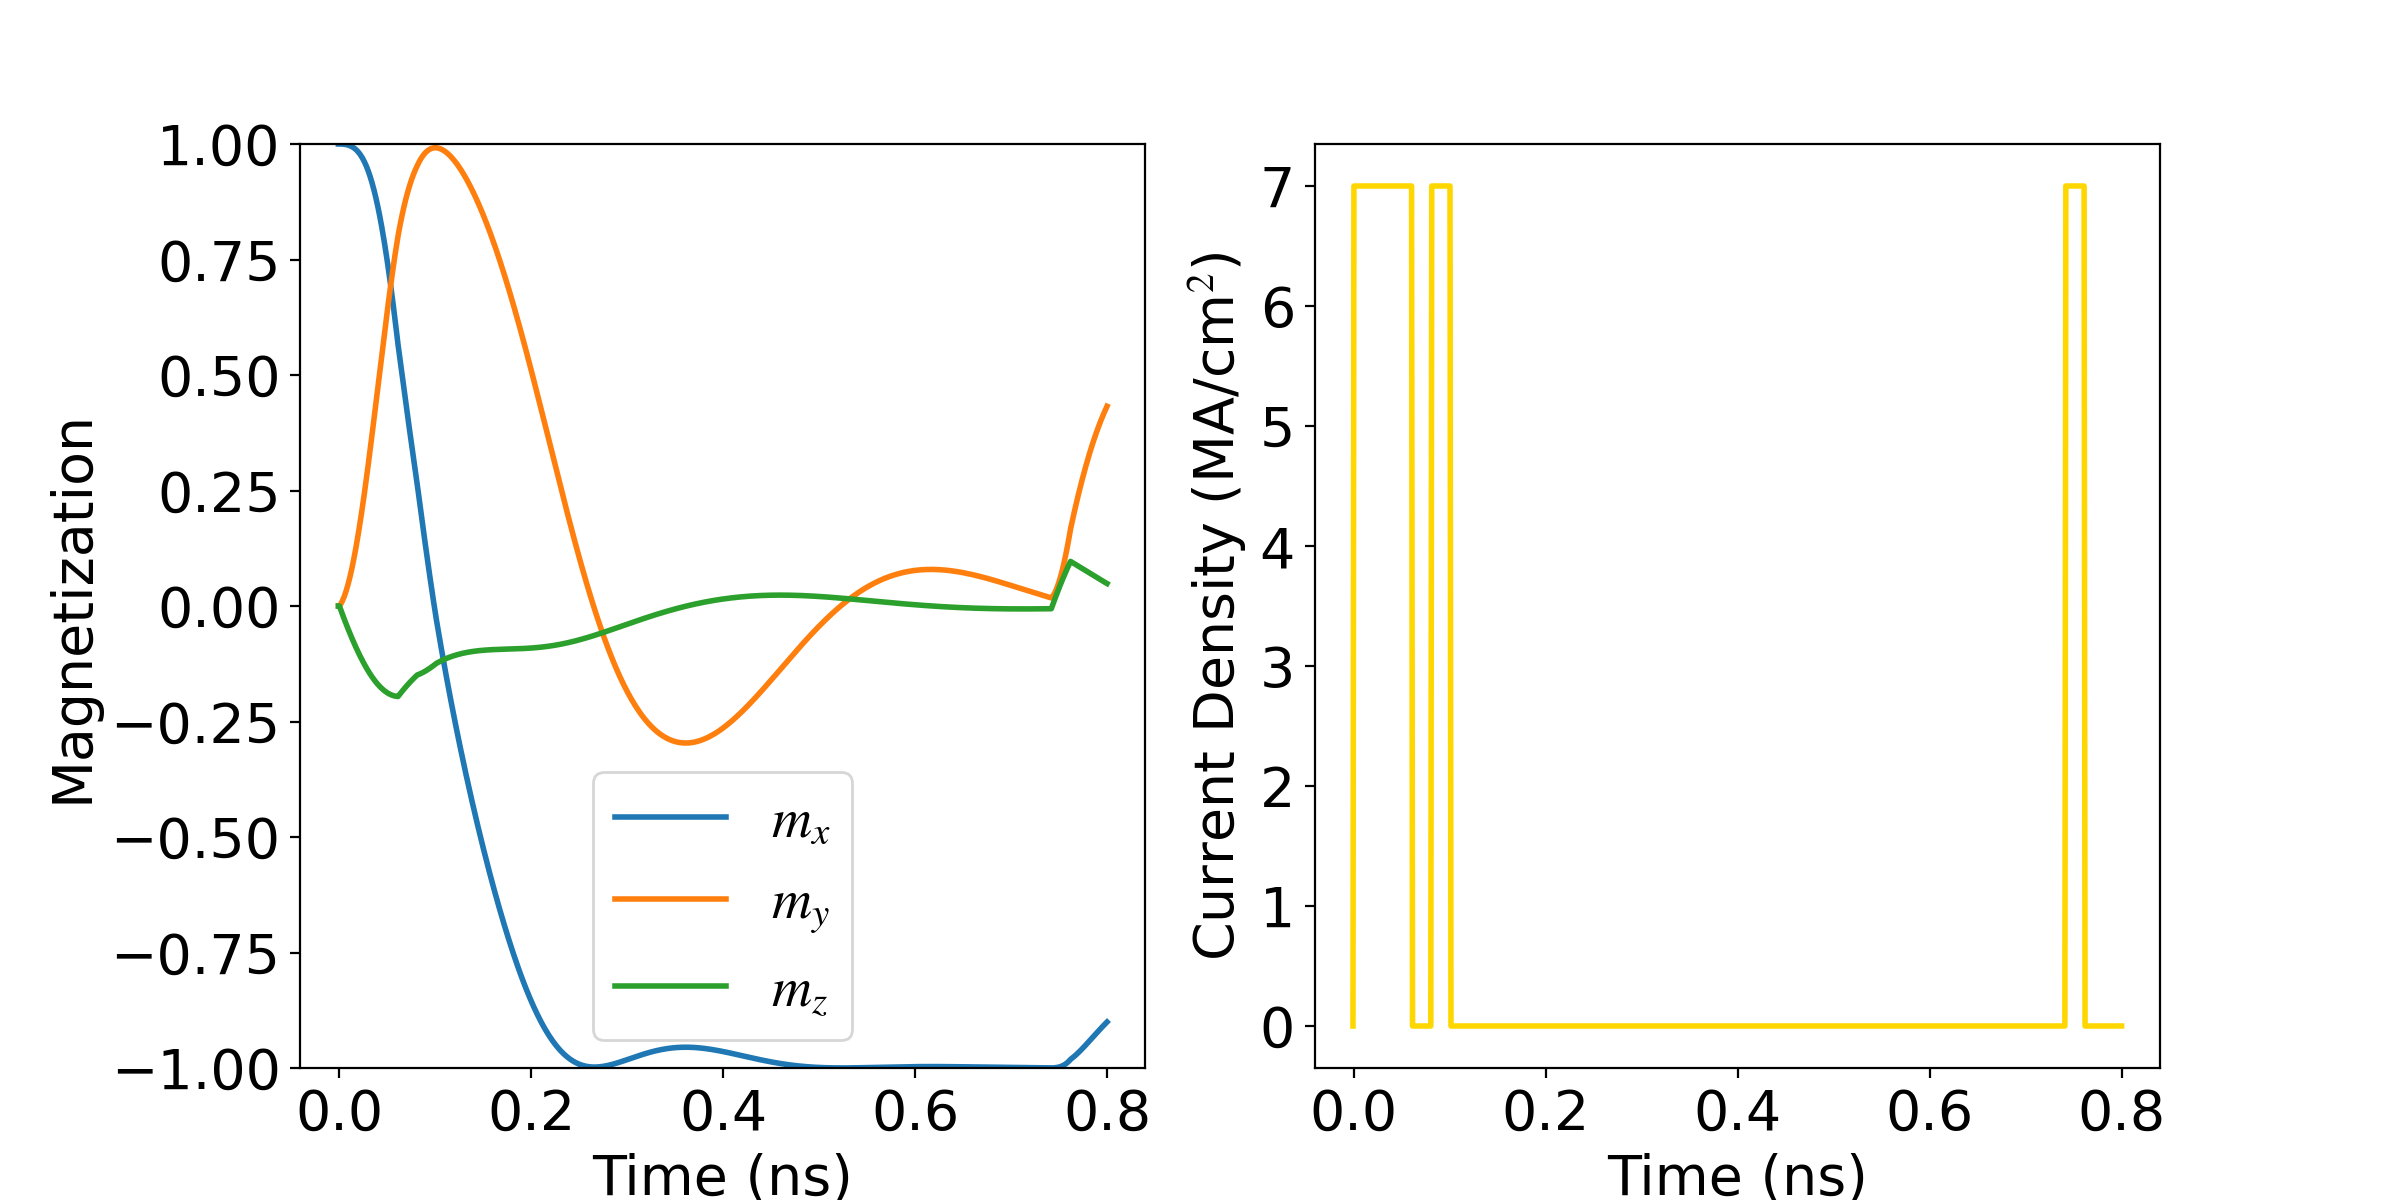 1.00
0.75
0.50
0.25
0.00
−0.25
−0.50
−0.75
−1.00
Magnetization
0.0 0.2 0.4 0.6 0.8
Time (ns)
m_x
m_y
m_z
7
6
5
4
3
2
1
0
Current Density (MA/cm²)
0.0 0.2 0.4 0.6 0.8
Time (ns)